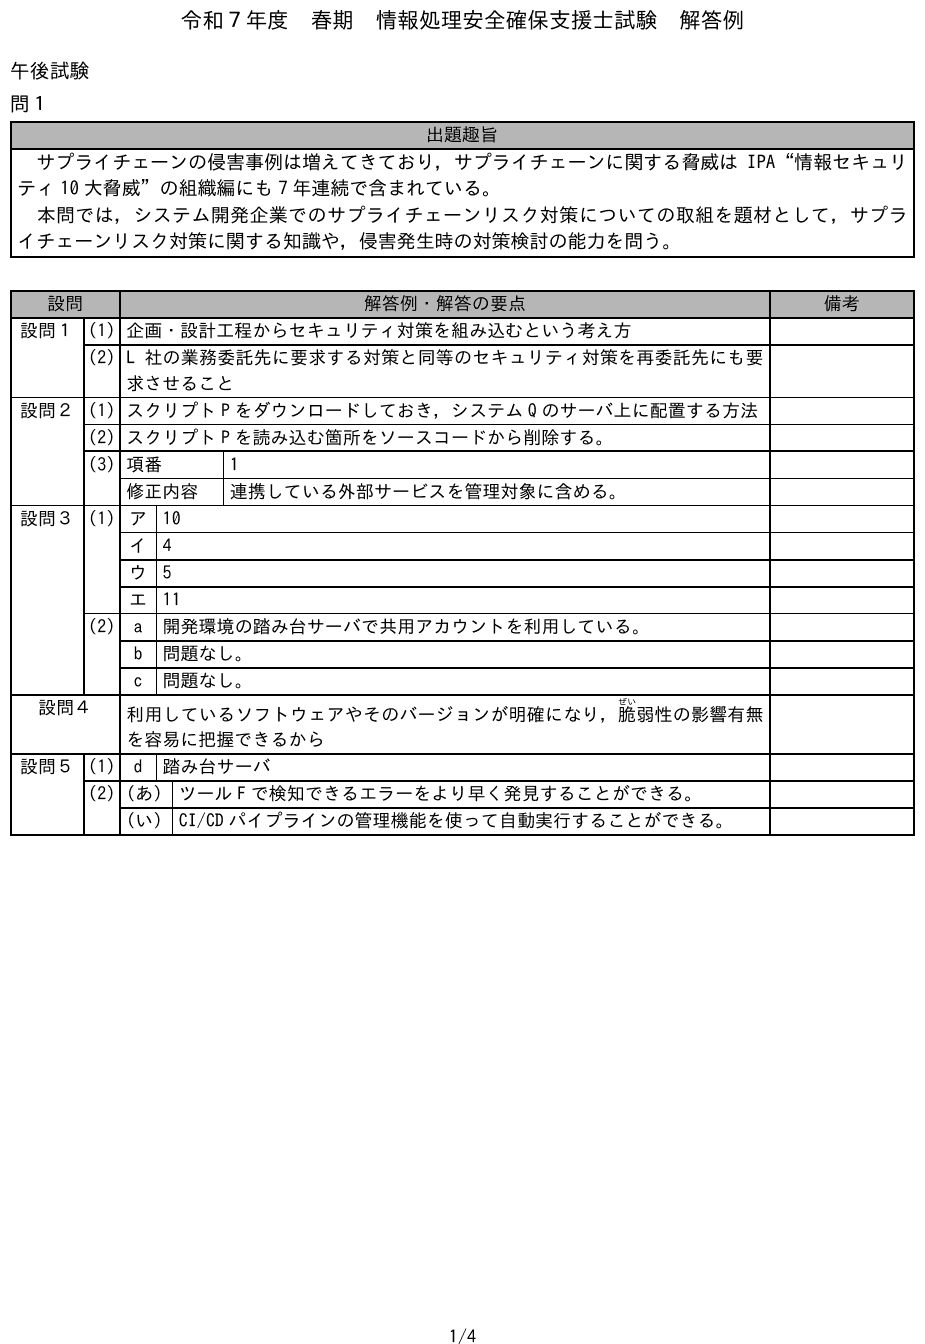 令和７年度　春期　情報処理安全確保支援士試験　解答例
午後試験
問１
出題趣旨
　サプライチェーンの侵害事例は増えてきており，サプライチェーンに関する脅威は IPA“情報セキュリ
ティ 10 大脅威”の組織編にも 7 年連続で含まれている。
　本問では，システム開発企業でのサプライチェーンリスク対策についての取組を題材として，サプラ
イチェーンリスク対策に関する知識や，侵害発生時の対策検討の能力を問う。
設問 解答例・解答の要点 備考
設問１ (1) 企画・設計工程からセキュリティ対策を組み込むという考え方
(2) L 社の業務委託先に要求する対策と同等のセキュリティ対策を再委託先にも要
求させること
設問２ (1) スクリプト P をダウンロードしておき，システム Q のサーバ上に配置する方法
(2) スクリプト P を読み込む箇所をソースコードから削除する。
(3) 項番 1
修正内容 連携している外部サービスを管理対象に含める。
設問３ (1) ア 10
イ 4
ウ 5
エ 11
(2) a 開発環境の踏み台サーバで共用アカウントを利用している。
b 問題なし。
c 問題なし。
ぜい
設問４ 利用しているソフトウェアやそのバージョンが明確になり，脆弱性の影響有無
を容易に把握できるから
設問５ (1) d 踏み台サーバ
(2) (あ) ツール F で検知できるエラーをより早く発見することができる。
(い) CI/CD パイプラインの管理機能を使って自動実行することができる。
1/4